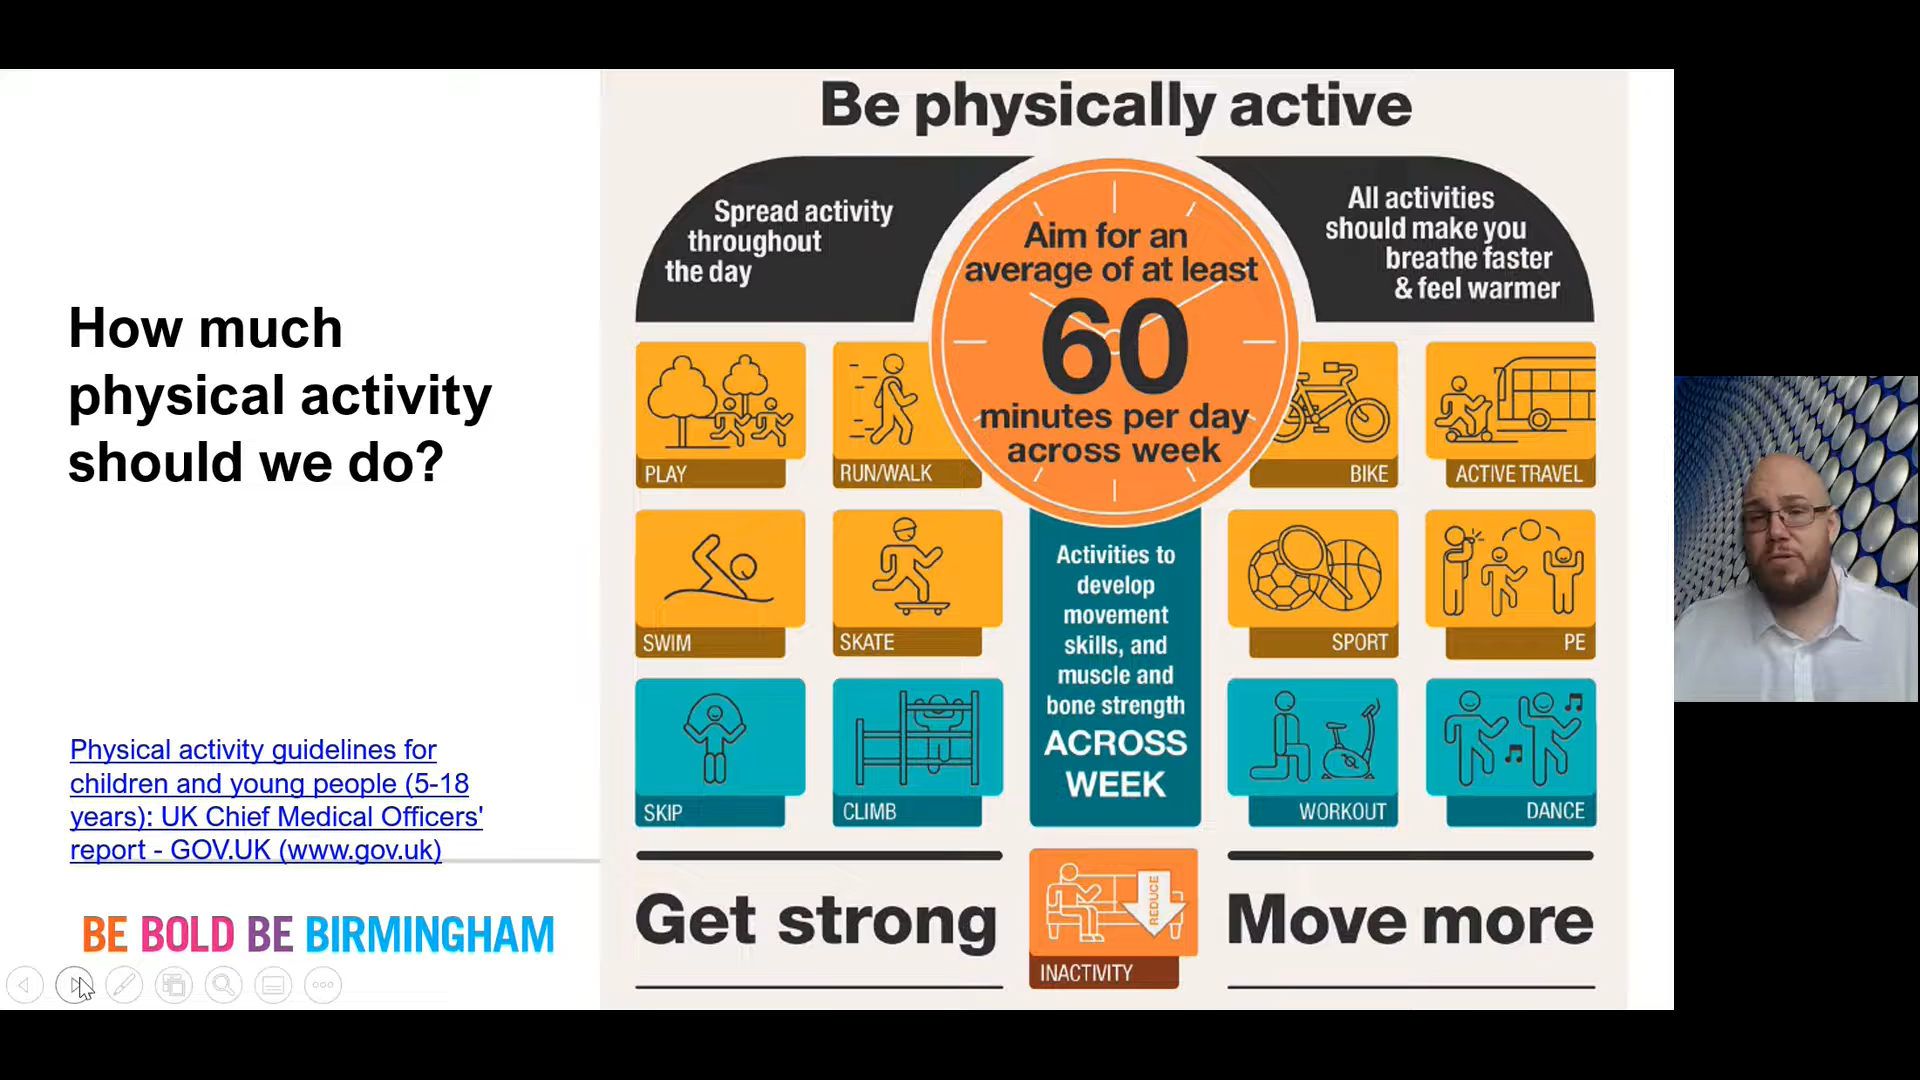 How much
physical activity
should we do?
Physical activity guidelines for
children and young people (5-18
years): UK Chief Medical Officers'
report - GOV.UK (www.gov.uk)
BE BOLD BE BIRMINGHAM
Be physically active
Spread activity
throughout
the day
Aim for an
average of at least
60
minutes per day
across week
All activities
should make you
breathe faster
& feel warmer
PLAY
RUN/WALK
BIKE
ACTIVE TRAVEL
SWIM
SKATE
SPORT
PE
Activities to
develop
movement
skills, and
muscle and
bone strength
ACROSS
WEEK
SKIP
CLIMB
WORKOUT
DANCE
Get strong
REDUCE
INACTIVITY
Move more